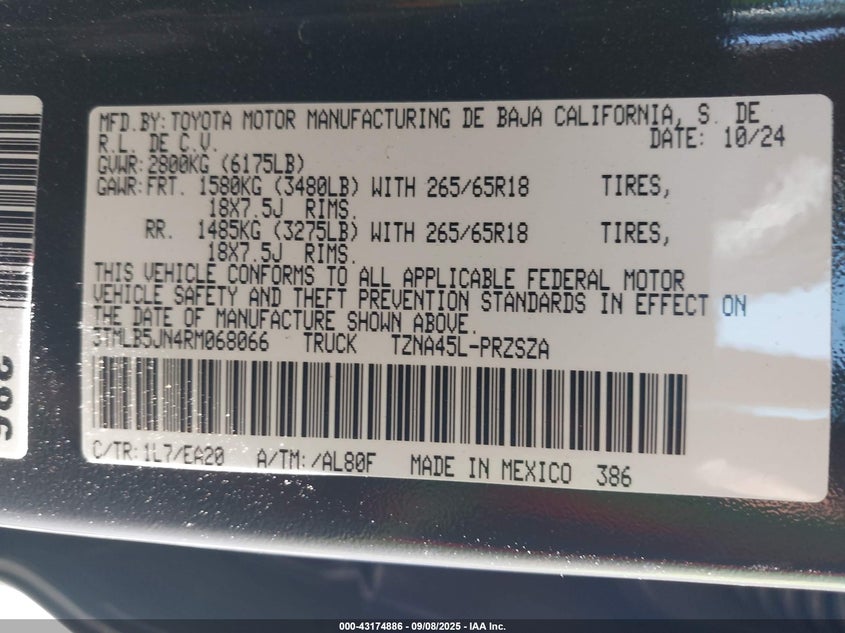 MFD.BY:TOYOTA MOTOR MANUFACTURING DE BAJA CALIFORNIA, S. DE
R.L. DE C.V.
DATE: 10/24
GVWR:2800KG (6175LB)
GAWR:FRT. 1580KG (3480LB) WITH 265/65R18 TIRES,
18X7.5J RIMS.
RR. 1485KG (3275LB) WITH 265/65R18 TIRES,
18X7.5J RIMS.
THIS VEHICLE CONFORMS TO ALL APPLICABLE FEDERAL MOTOR
VEHICLE SAFETY AND THEFT PREVENTION STANDARDS IN EFFECT ON
THE DATE OF MANUFACTURE SHOWN ABOVE.
3TMLB5JN4RM068066 TRUCK TZNA45L-PRZSZA
C/TR:1L7/EA20 A/TM:/AL80F MADE IN MEXICO 386
000-43174886 - 09/08/2025 - IAA Inc.